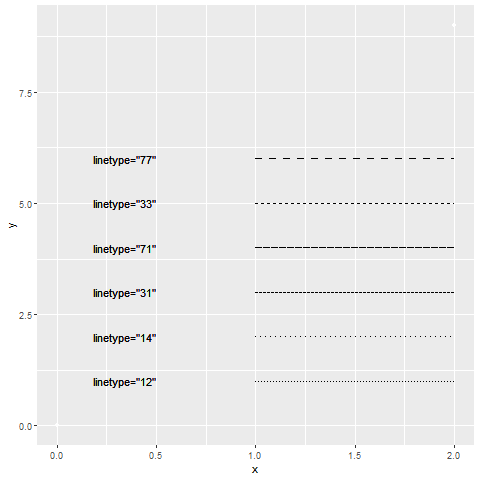 7.5
linetype="77"
linetype="33"
5.0
y
linetype="71"
linetype="31"
2.5
linetype="14"
linetype="12"
0.0
0.0 0.5 1.0 1.5 2.0
x